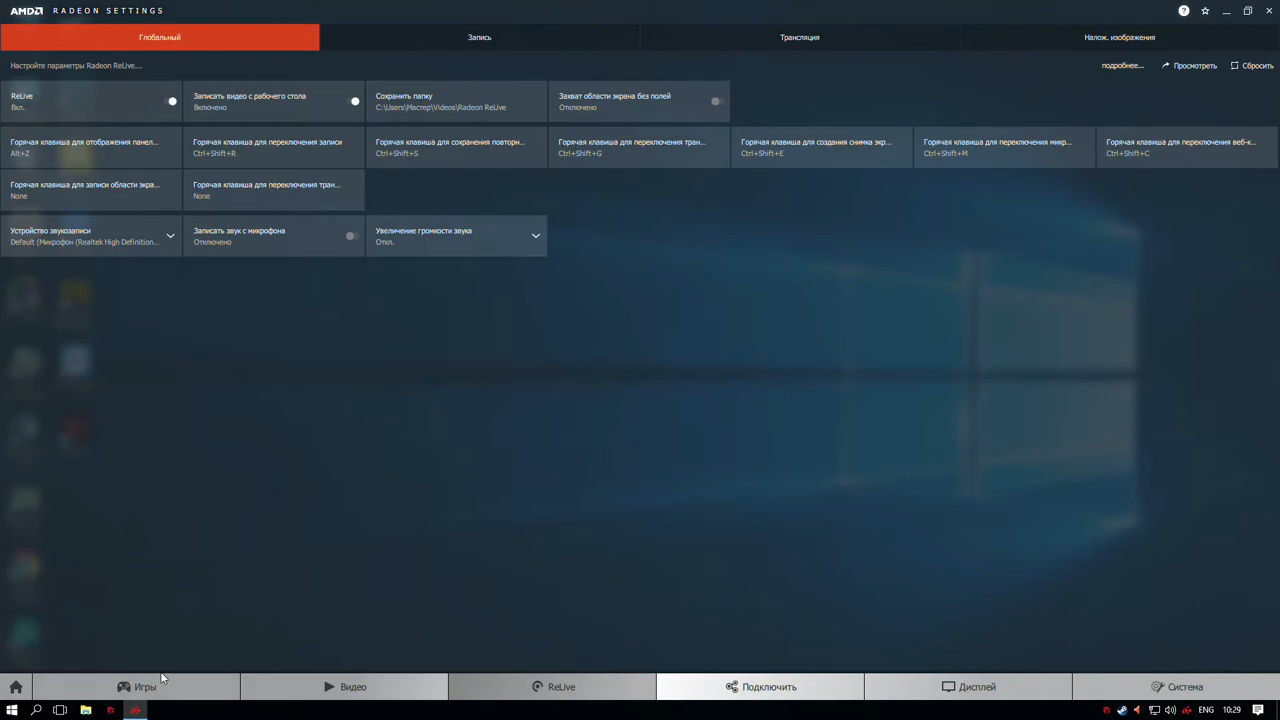 AMD RADEON SETTINGS
Глобальный
Запись
Трансляция
Налож. изображения
Настройте параметры Radeon ReLive....
подробнее...
Просмотреть
Сбросить
ReLive
Вкл.
Записать видео с рабочего стола
Включено
Сохранить папку
C:\Users\Мастер\Videos\Radeon ReLive
Захват области экрана без полей
Отключено
Горячая клавиша для отображения панел...
Alt+Z
Горячая клавиша для переключения записи
Ctrl+Shift+R
Горячая клавиша для сохранения повторн...
Ctrl+Shift+S
Горячая клавиша для переключения тран...
Ctrl+Shift+G
Горячая клавиша для создания снимка экр...
Ctrl+Shift+E
Горячая клавиша для переключения микр...
Ctrl+Shift+M
Горячая клавиша для переключения веб-к...
Ctrl+Shift+C
Горячая клавиша для записи области экра...
None
Горячая клавиша для переключения тран...
None
Устройство звукозаписи
Default (Микрофон (Realtek High Definition...
Записать звук с микрофона
Отключено
Увеличение громкости звука
Откл.
Игры
Видео
ReLive
Подключить
Дисплей
Система
ENG
10:29